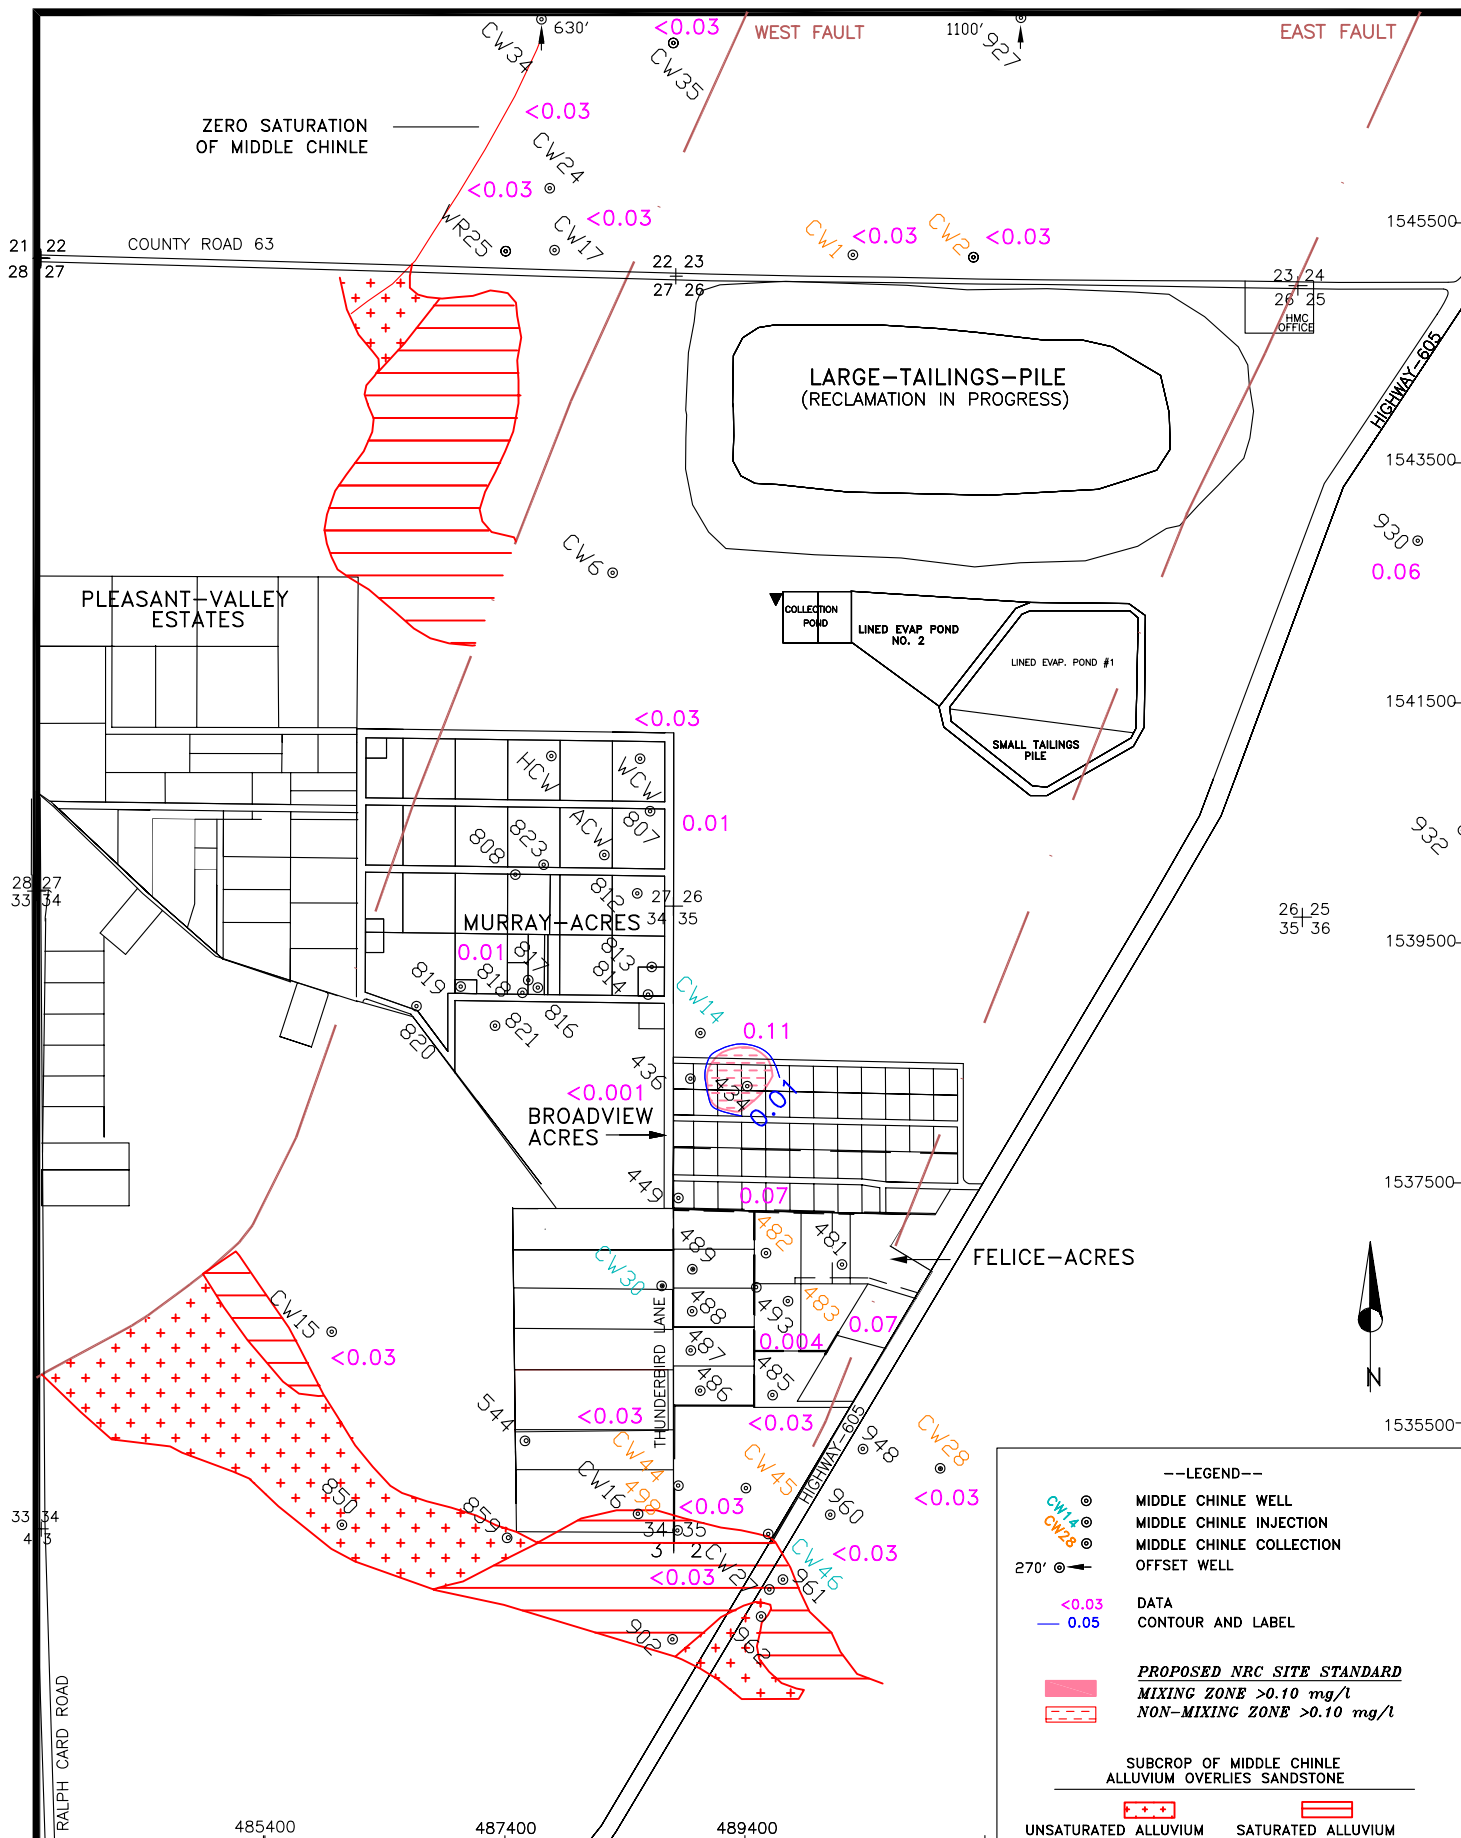 630'
<0.03
WEST FAULT
1100'
927
EAST FAULT
CW34
CW35
<0.03
ZERO SATURATION
OF MIDDLE CHINLE
CW24
<0.03
<0.03
WR25
CW17
CW1
<0.03
CW2
<0.03
1545500
COUNTY ROAD 63
21 22
28 27
22 23
27 26
23 24
26 25
HMC
OFFICE
HIGHWAY-605
LARGE-TAILINGS-PILE
(RECLAMATION IN PROGRESS)
1543500
930
0.06
CW6
PLEASANT-VALLEY
ESTATES
COLLECTION
POND
LINED EVAP POND
NO. 2
LINED EVAP. POND #1
SMALL TAILINGS
PILE
1541500
<0.03
HCW
WCW
807
0.01
ACW
823
808
932
812
28 27
33 34
27 26
34 35
26 25
35 36
MURRAY-ACRES
1539500
0.01
817
813
819
818
814
816
821
820
CW14
0.11
436
434
0.01
<0.001
BROADVIEW
ACRES
449
0.07
1537500
482
481
489
FELICE-ACRES
CW30
488
493
483
0.07
0.004
487
485
486
THUNDERBIRD LANE
CW15
<0.03
N
544
<0.03
<0.03
1535500
HIGHWAY-605
948
CW28
<0.03
CW44
498
CW45
CW16
<0.03
960
850
859
33 34
4 3
34 35
3 2
<0.03
CW27
CW46
961
<0.03
902
962
RALPH CARD ROAD
485400
487400
489400
--LEGEND--
CW14 MIDDLE CHINLE WELL
MIDDLE CHINLE INJECTION
CW28 MIDDLE CHINLE COLLECTION
270' OFFSET WELL
<0.03 DATA
0.05 CONTOUR AND LABEL
PROPOSED NRC SITE STANDARD
MIXING ZONE >0.10 mg/l
NON-MIXING ZONE >0.10 mg/l
SUBCROP OF MIDDLE CHINLE
ALLUVIUM OVERLIES SANDSTONE
UNSATURATED ALLUVIUM
SATURATED ALLUVIUM